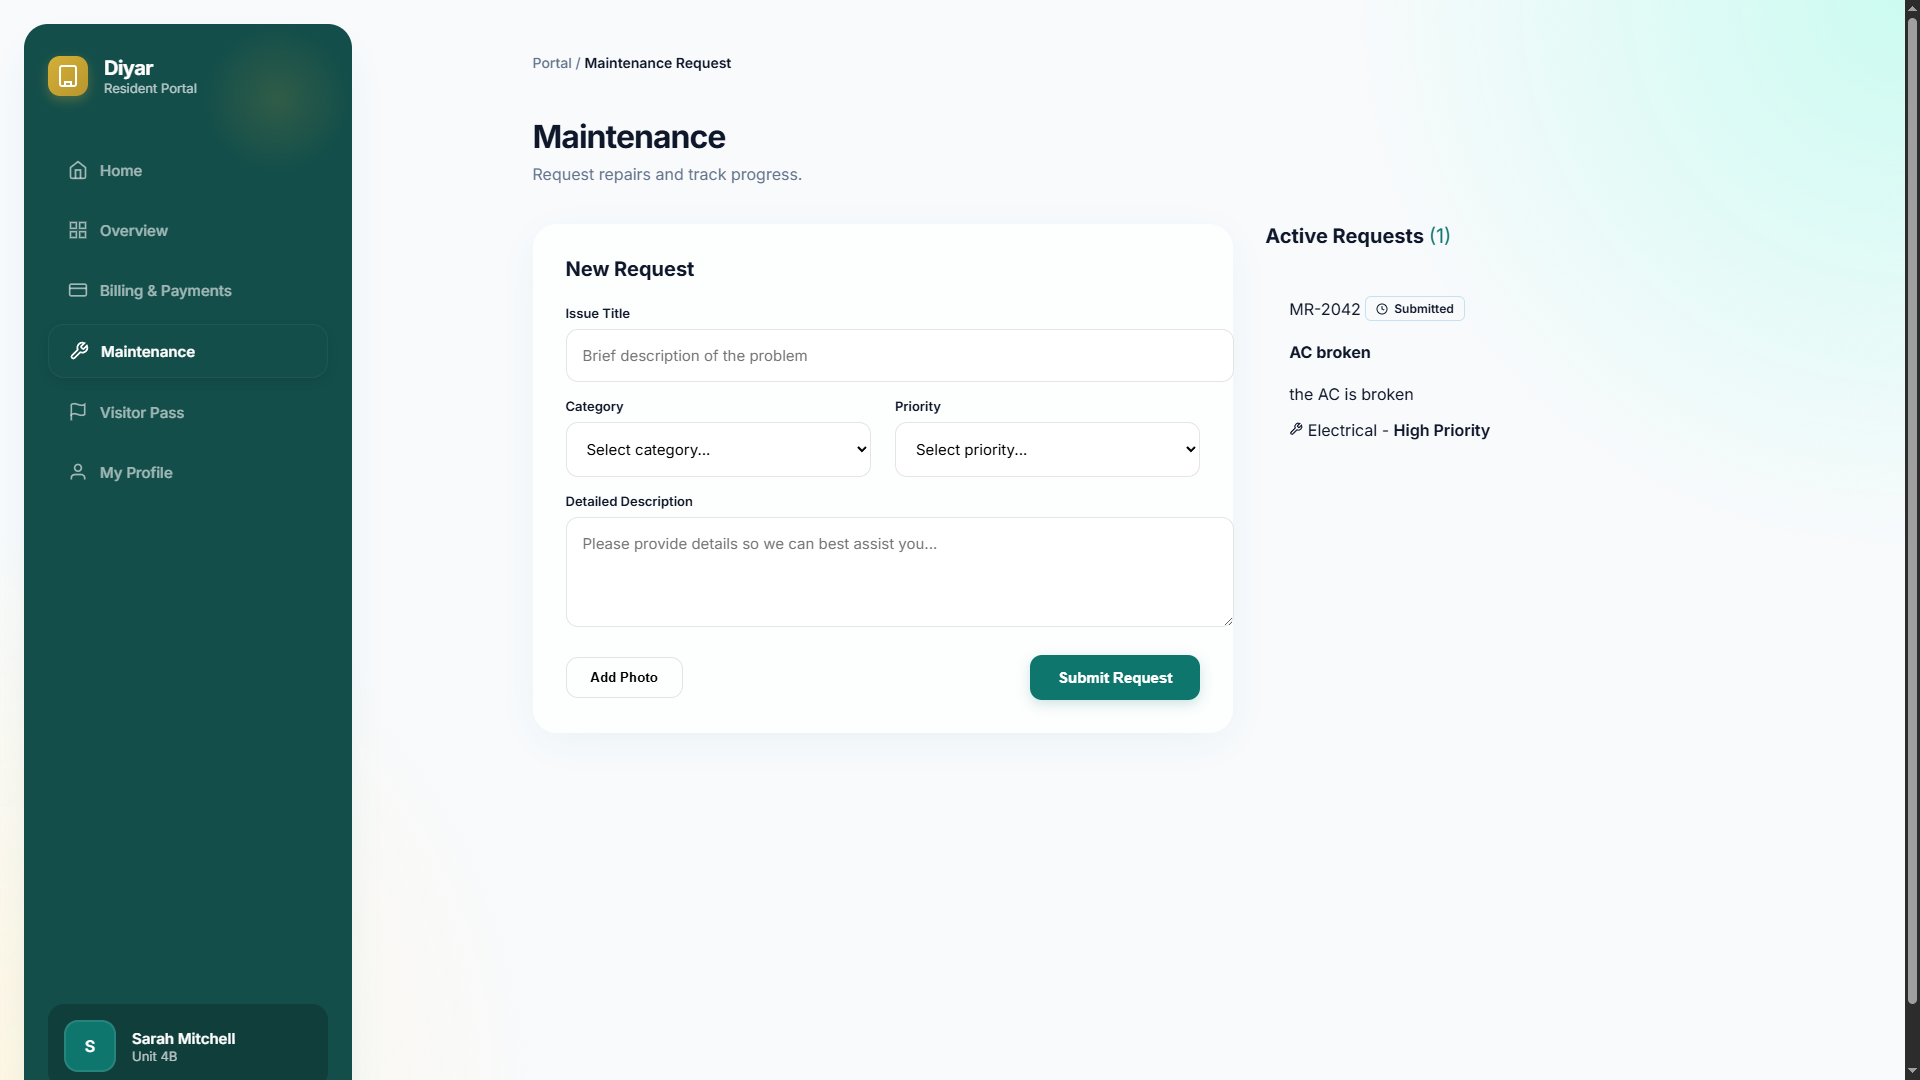 Diyar
Resident Portal
Home
Overview
Billing & Payments
Maintenance
Visitor Pass
My Profile
S
Sarah Mitchell
Unit 4B
Portal / Maintenance Request
Maintenance
Request repairs and track progress.
New Request
Issue Title
Brief description of the problem
Category
Priority
Select category...
Select priority...
Detailed Description
Please provide details so we can best assist you...
Add Photo
Submit Request
Active Requests (1)
MR-2042 Submitted
AC broken
the AC is broken
Electrical - High Priority